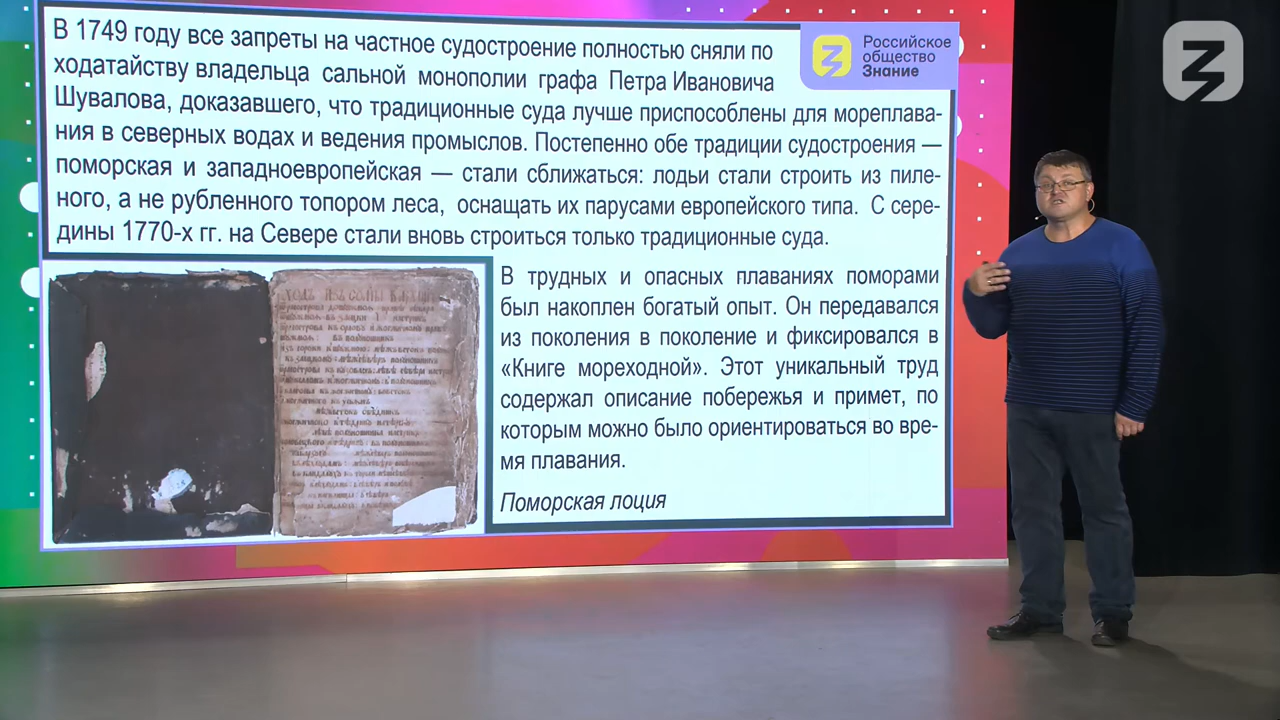 В 1749 году все запреты на частное судостроение полностью сняли по
ходатайству владельца сальной монополии графа Петра Ивановича
Шувалова, доказавшего, что традиционные суда лучше приспособлены для мореплава-
ния в северных водах и ведения промыслов. Постепенно обе традиции судостроения —
поморская и западноевропейская — стали сближаться: лодьи стали строить из пиле-
ного, а не рубленного топором леса, оснащать их парусами европейского типа. С сере-
дины 1770-х гг. на Севере стали вновь строиться только традиционные суда.
Российское
общество
Знание
В трудных и опасных плаваниях поморами
был накоплен богатый опыт. Он передавался
из поколения в поколение и фиксировался в
«Книге мореходной». Этот уникальный труд
содержал описание побережья и примет, по
которым можно было ориентироваться во вре-
мя плавания.
Поморская лоция